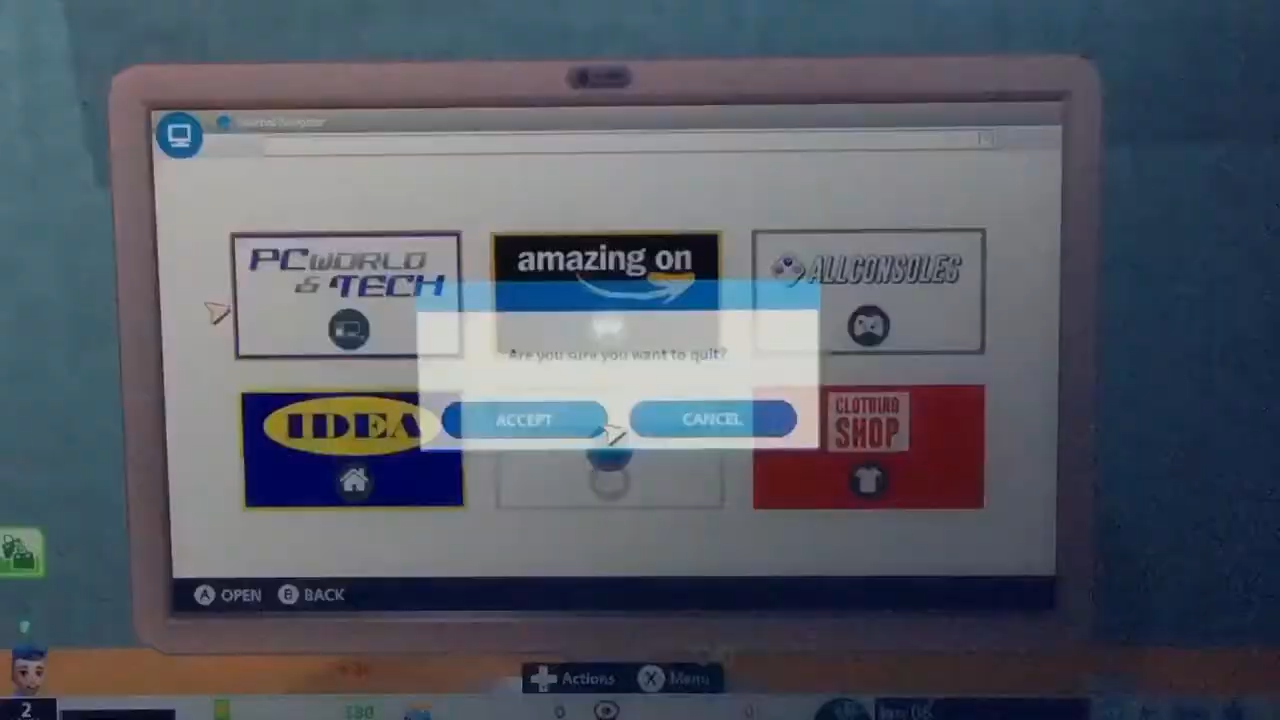 PCWORLD
& TECH
amazing on
ALLCONSOLES
Are you sure you want to quit?
ACCEPT
CANCEL
IDEA
CLOTHING
SHOP
A OPEN B BACK
Actions X Menu
2